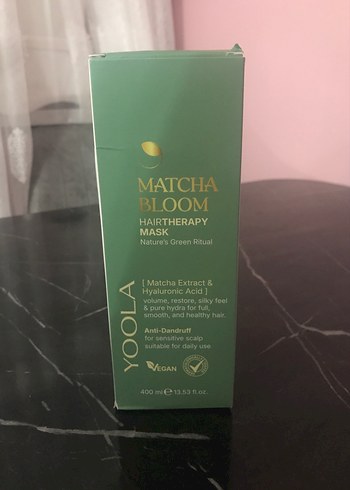 MATCHA
BLOOM
HAIRTHERAPY
MASK
Nature's Green Ritual
YOOLA
[ Matcha Extract &
Hyaluronic Acid ]
volume, restore, silky feel
& pure hydra for full,
smooth, and healthy hair.
Anti-Dandruff
for sensitive scalp
suitable for daily use
VEGAN
400 ml ℮ 13.53 fl oz.